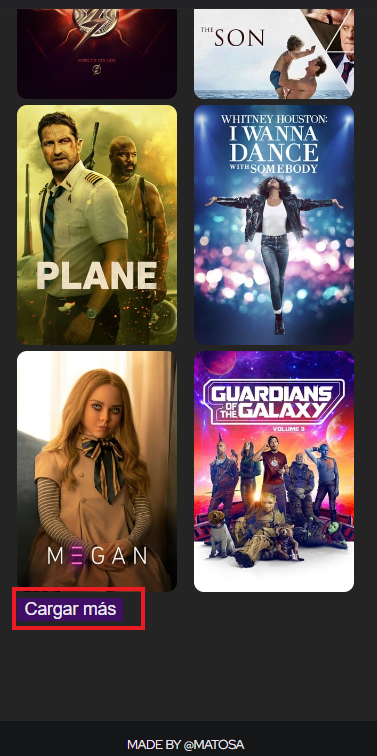 THE
SON
PLANE
WHITNEY HOUSTON:
I WANNA
DANCE
WITH SOMEBODY
M≡GAN
GUARDIANS
OF THE
GALAXY
VOLUME 3
Cargar más
MADE BY @MATOSA